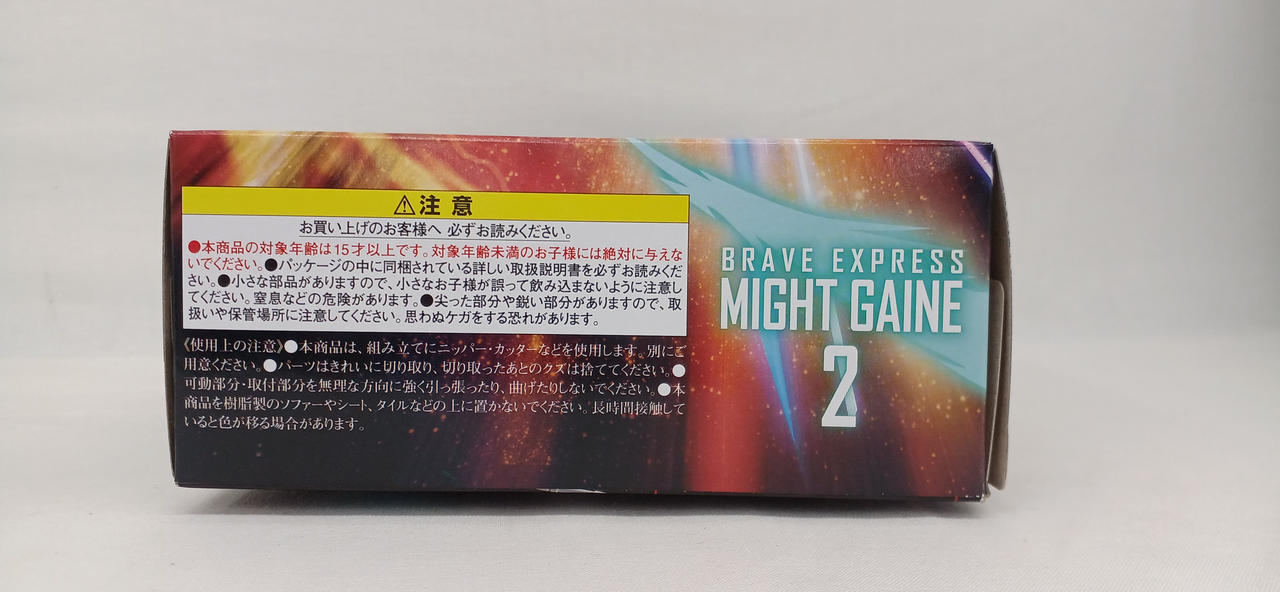 ⚠注意
お買い上げのお客様へ 必ずお読みください。
●本商品の対象年齢は15才以上です。対象年齢未満のお子様には絶対に与えな
いでください。●パッケージの中に同梱されている詳しい取扱説明書を必ずお読みくだ
さい。●小さな部品がありますので、小さなお子様が誤って飲み込まないように注意し
てください。窒息などの危険があります。●尖った部分や鋭い部分がありますので、取
扱いや保管場所に注意してください。思わぬケガをする恐れがあります。
《使用上の注意》●本商品は、組み立てにニッパー・カッターなどを使用します。別にご
用意ください。●パーツはきれいに切り取り、切り取ったあとのクズは捨ててください。●
可動部分・取付部分を無理な方向に強く引っ張ったり、曲げたりしないでください。●本
商品を樹脂製のソファーやシート、タイルなどの上に置かないでください。長時間接触して
いると色が移る場合があります。
BRAVE EXPRESS
MIGHT GAINE
2